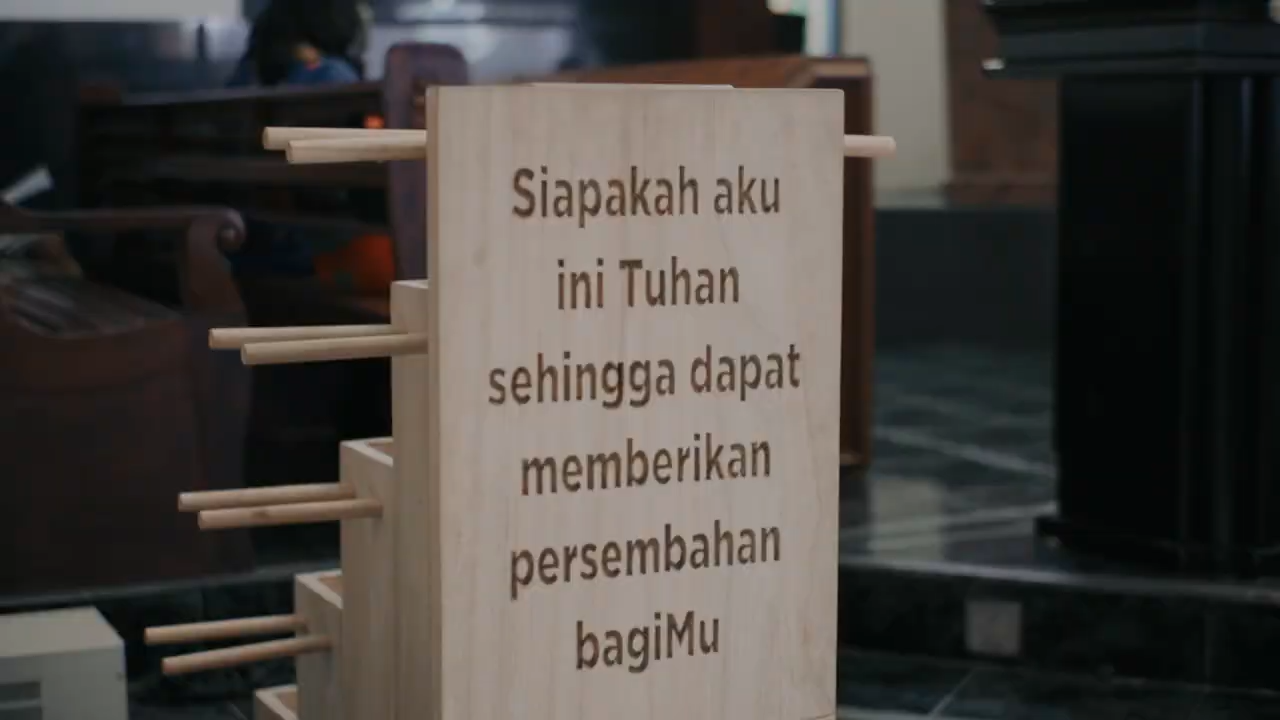 Siapakah aku
ini Tuhan
sehingga dapat
memberikan
persembahan
bagiMu